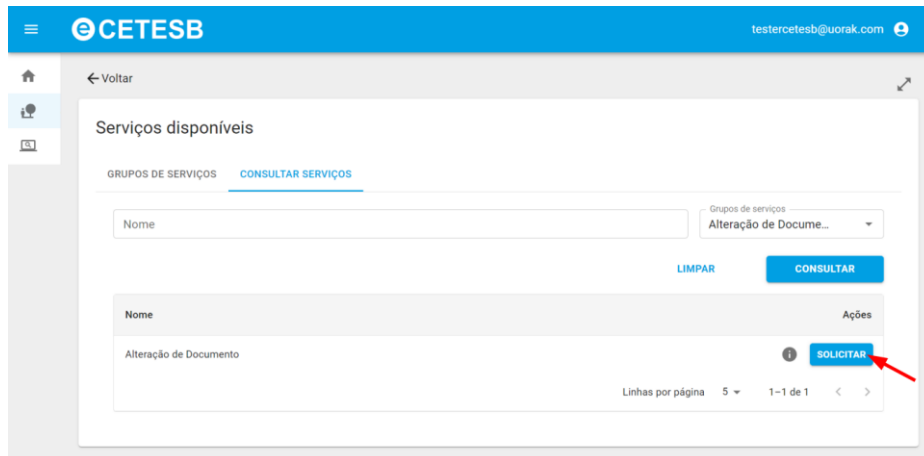 eCETESB
testercetesb@uorak.com
Voltar
Serviços disponíveis
GRUPOS DE SERVIÇOS CONSULTAR SERVIÇOS
Nome
Grupos de serviços
Alteração de Docume...
LIMPAR CONSULTAR
Nome Ações
Alteração de Documento SOLICITAR
Linhas por página 5 1–1 de 1